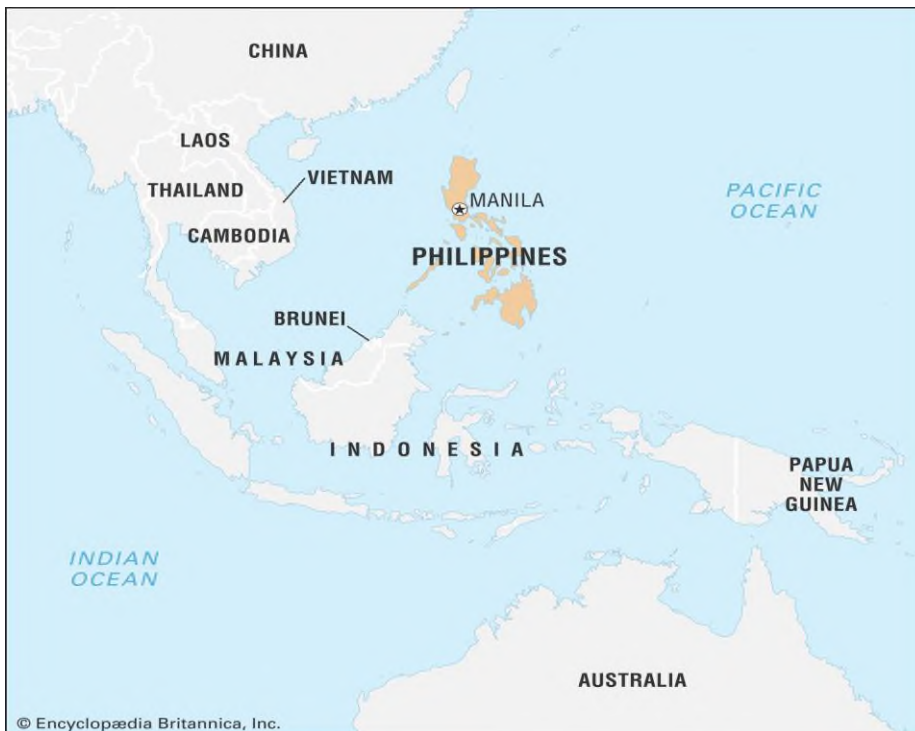 CHINA
LAOS
THAILAND
VIETNAM
CAMBODIA
MANILA
PHILIPPINES
PACIFIC
OCEAN
BRUNEI
MALAYSIA
INDONESIA
PAPUA
NEW
GUINEA
INDIAN
OCEAN
AUSTRALIA
© Encyclopædia Britannica, Inc.